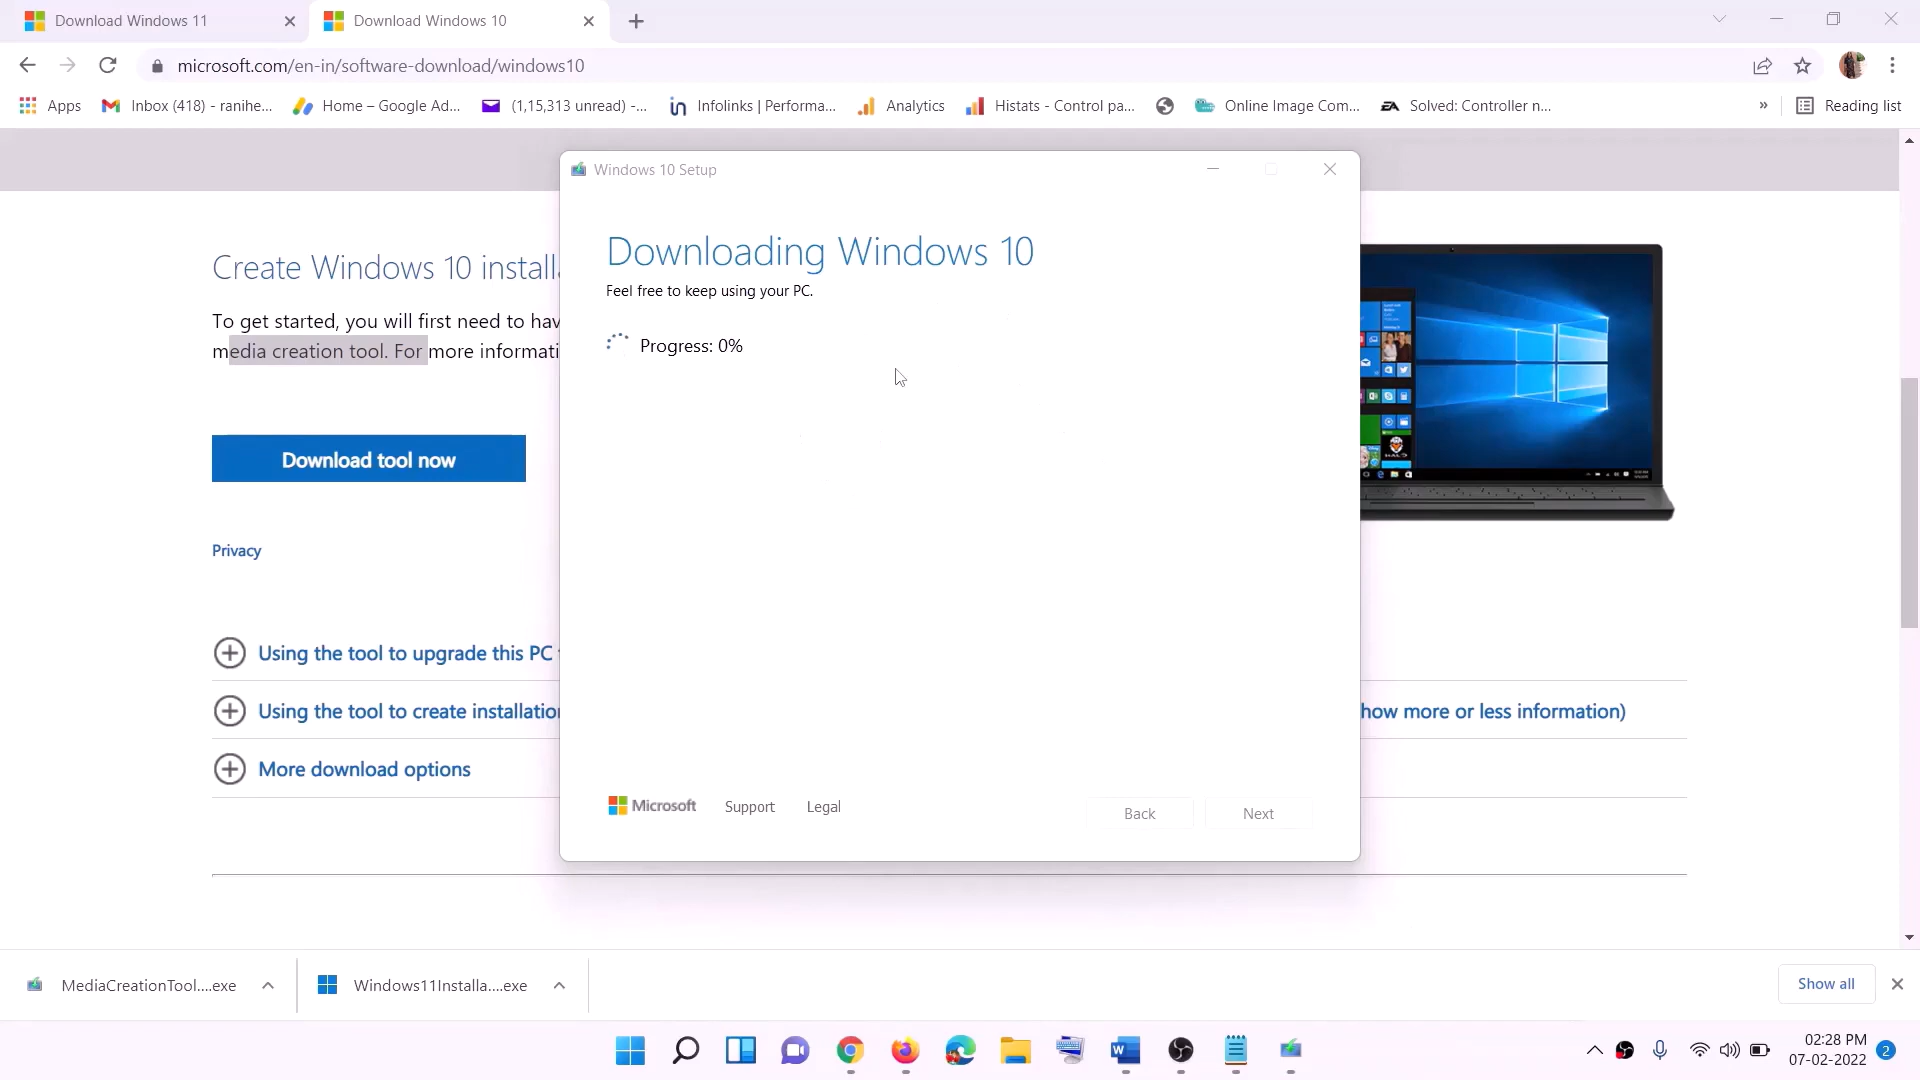 Download Windows 11
Download Windows 10
microsoft.com/en-in/software-download/windows10
Apps
Inbox (418) - ranihe...
Home – Google Ad...
(1,15,313 unread) -...
Infolinks | Performa...
Analytics
Histats - Control pa...
Online Image Com...
EA
Solved: Controller n...
»
Reading list
Windows 10 Setup
Downloading Windows 10
Feel free to keep using your PC.
Progress: 0%
Create Windows 10 install
To get started, you will first need to hav
media creation tool. For more informati
Download tool now
Privacy
Using the tool to upgrade this PC
Using the tool to create installation
how more or less information)
More download options
Microsoft
Support
Legal
Back
Next
MediaCreationTool....exe
Windows11Installa....exe
Show all
02:28 PM
07-02-2022
2